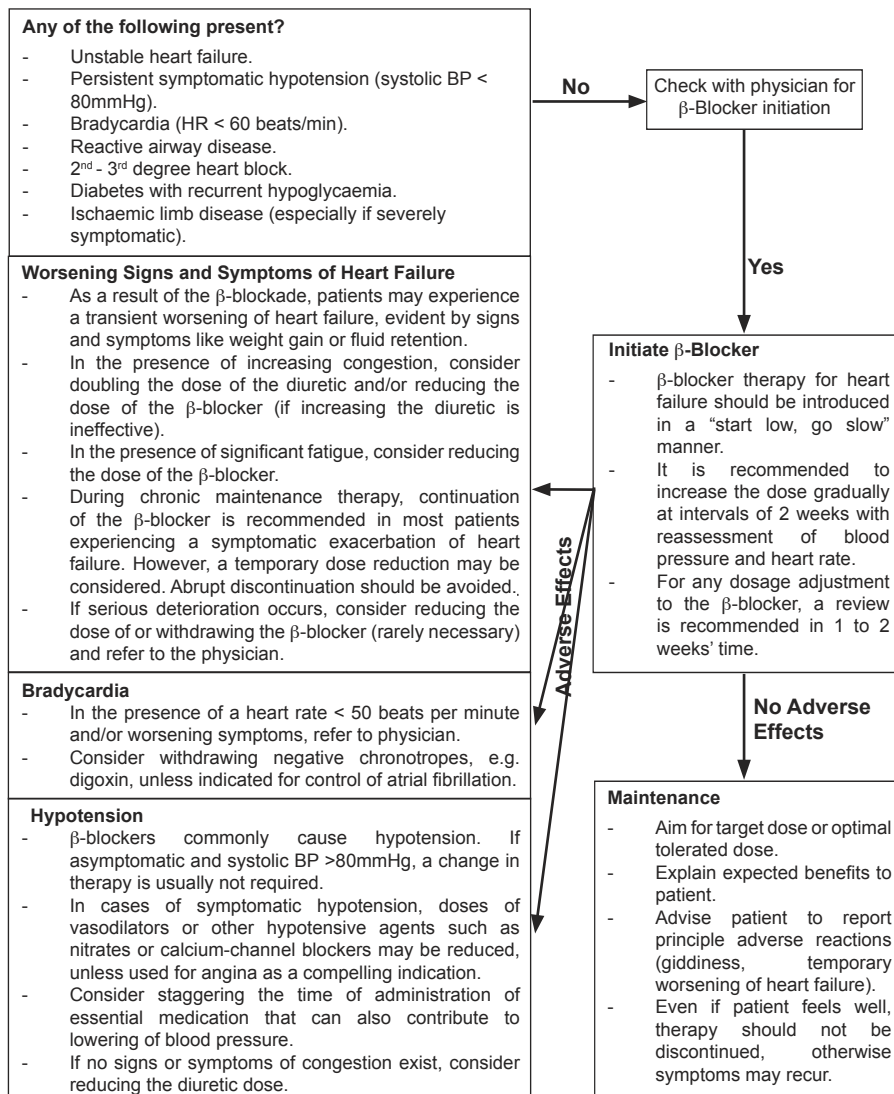 Any of the following present?
- Unstable heart failure.
- Persistent symptomatic hypotension (systolic BP <
80mmHg).
- Bradycardia (HR < 60 beats/min).
- Reactive airway disease.
- 2nd - 3rd degree heart block.
- Diabetes with recurrent hypoglycaemia.
- Ischaemic limb disease (especially if severely
symptomatic).
No
Check with physician for
β-Blocker initiation
Yes
Worsening Signs and Symptoms of Heart Failure
- As a result of the β-blockade, patients may experience
a transient worsening of heart failure, evident by signs
and symptoms like weight gain or fluid retention.
- In the presence of increasing congestion, consider
doubling the dose of the diuretic and/or reducing the
dose of the β-blocker (if increasing the diuretic is
ineffective).
- In the presence of significant fatigue, consider reducing
the dose of the β-blocker.
- During chronic maintenance therapy, continuation
of the β-blocker is recommended in most patients
experiencing a symptomatic exacerbation of heart
failure. However, a temporary dose reduction may be
considered. Abrupt discontinuation should be avoided.
- If serious deterioration occurs, consider reducing the
dose of or withdrawing the β-blocker (rarely necessary)
and refer to the physician.
Adverse Effects
Initiate β-Blocker
- β-blocker therapy for heart
failure should be introduced
in a “start low, go slow”
manner.
- It is recommended to
increase the dose gradually
at intervals of 2 weeks with
reassessment of blood
pressure and heart rate.
- For any dosage adjustment
to the β-blocker, a review
is recommended in 1 to 2
weeks’ time.
Bradycardia
- In the presence of a heart rate < 50 beats per minute
and/or worsening symptoms, refer to physician.
- Consider withdrawing negative chronotropes, e.g.
digoxin, unless indicated for control of atrial fibrillation.
No Adverse
Effects
Hypotension
- β-blockers commonly cause hypotension. If
asymptomatic and systolic BP >80mmHg, a change in
therapy is usually not required.
- In cases of symptomatic hypotension, doses of
vasodilators or other hypotensive agents such as
nitrates or calcium-channel blockers may be reduced,
unless used for angina as a compelling indication.
- Consider staggering the time of administration of
essential medication that can also contribute to
lowering of blood pressure.
- If no signs or symptoms of congestion exist, consider
reducing the diuretic dose.
Maintenance
- Aim for target dose or optimal
tolerated dose.
- Explain expected benefits to
patient.
- Advise patient to report
principle adverse reactions
(giddiness, temporary
worsening of heart failure).
- Even if patient feels well,
therapy should not be
discontinued, otherwise
symptoms may recur.